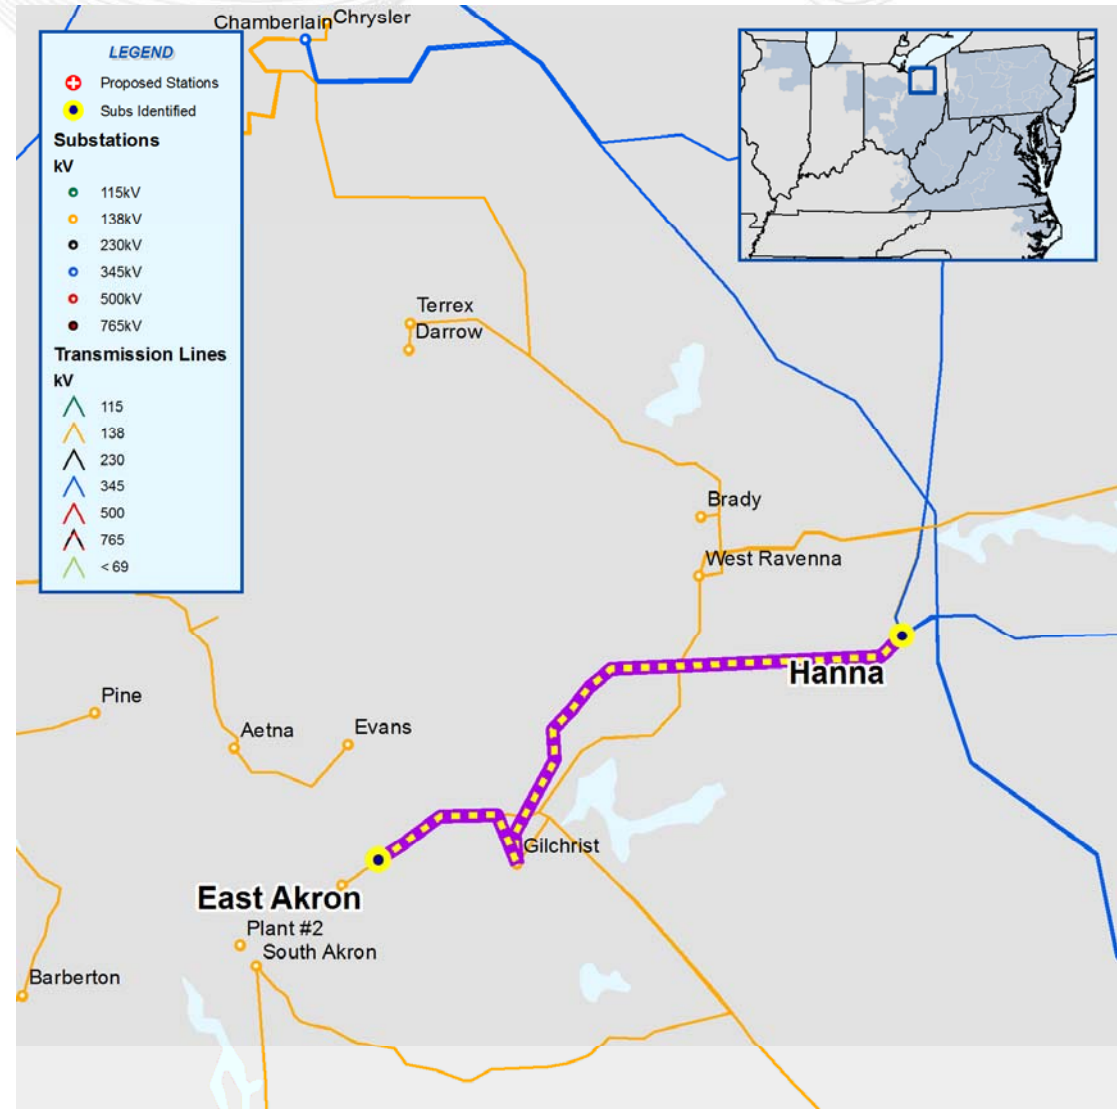 Chamberlain
Chrysler
LEGEND
Proposed Stations
Subs Identified
Substations
kV
115kV
138kV
230kV
345kV
500kV
765kV
Transmission Lines
kV
115
138
230
345
500
765
< 69
Terrex
Darrow
Brady
West Ravenna
Hanna
Pine
Aetna
Evans
Gilchrist
East Akron
Plant #2
South Akron
Barberton